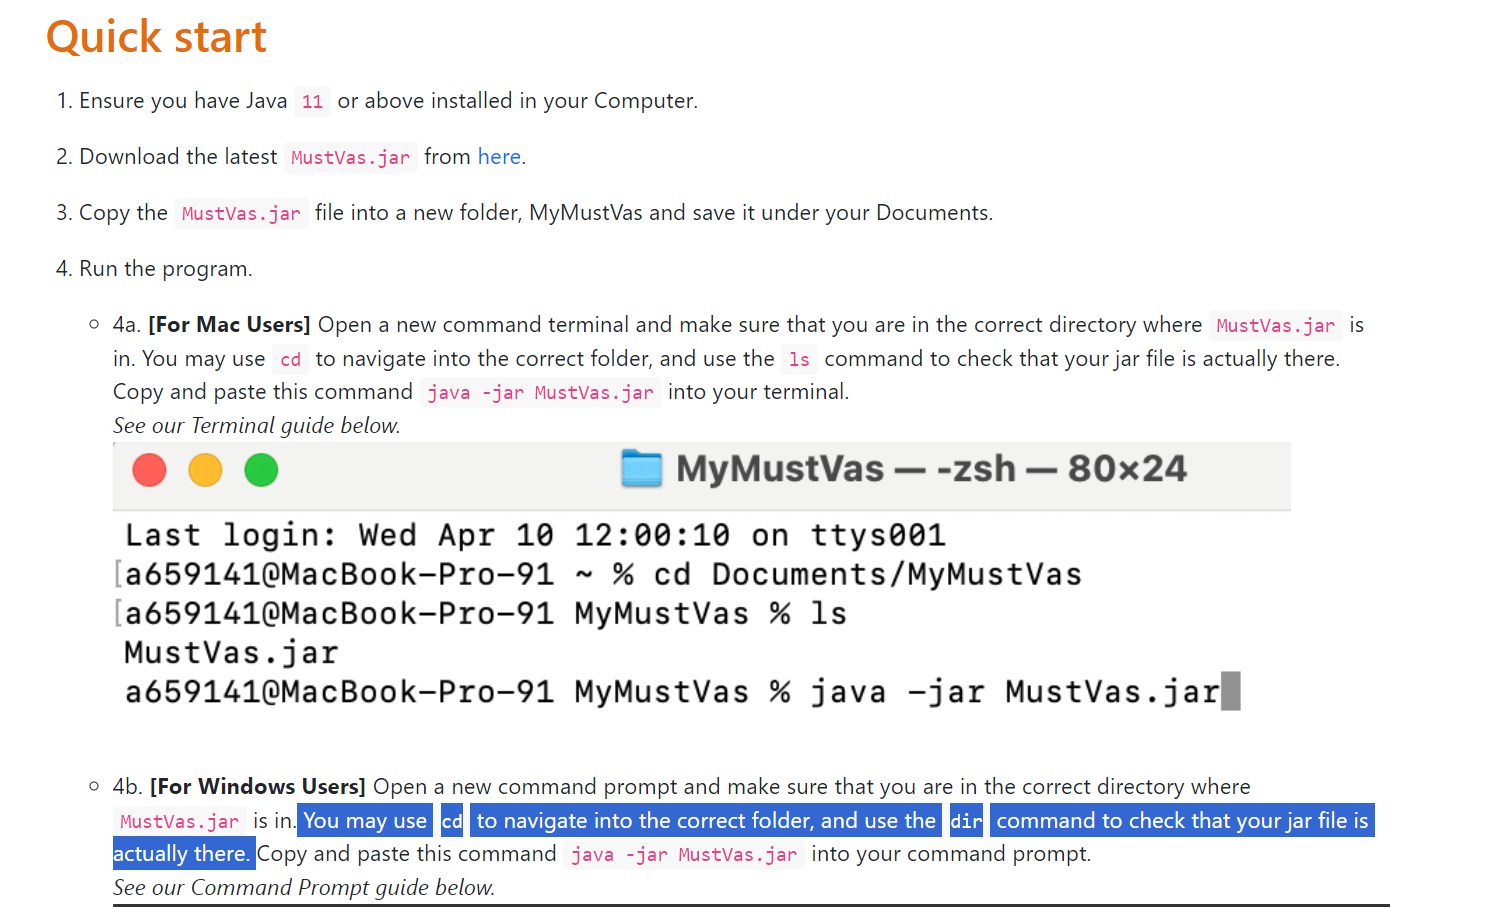 Quick start
1. Ensure you have Java 11 or above installed in your Computer.
2. Download the latest MustVas.jar from here.
3. Copy the MustVas.jar file into a new folder, MyMustVas and save it under your Documents.
4. Run the program.
4a. [For Mac Users] Open a new command terminal and make sure that you are in the correct directory where MustVas.jar is
in. You may use cd to navigate into the correct folder, and use the ls command to check that your jar file is actually there.
Copy and paste this command java -jar MustVas.jar into your terminal.
See our Terminal guide below.
MyMustVas — -zsh — 80×24
Last login: Wed Apr 10 12:00:10 on ttys001
[a659141@MacBook-Pro-91 ~ % cd Documents/MyMustVas
[a659141@MacBook-Pro-91 MyMustVas % ls
MustVas.jar
a659141@MacBook-Pro-91 MyMustVas % java -jar MustVas.jar
4b. [For Windows Users] Open a new command prompt and make sure that you are in the correct directory where
MustVas.jar is in. You may use cd to navigate into the correct folder, and use the dir command to check that your jar file is
actually there. Copy and paste this command java -jar MustVas.jar into your command prompt.
See our Command Prompt guide below.